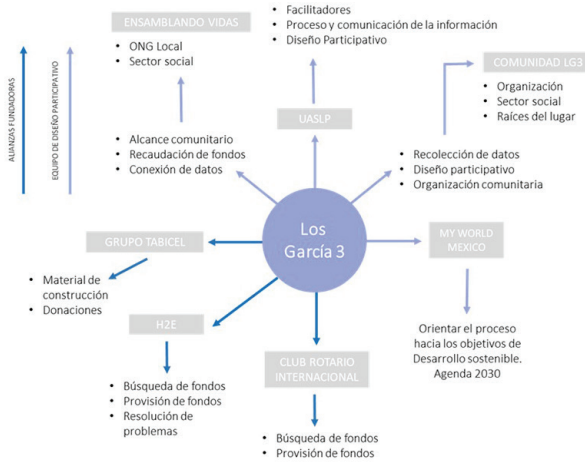 ALIANZAS FUNDADORAS
EQUIPO DE DISEÑO PARTICIPATIVO
ENSAMBLANDO VIDAS
• ONG Local
• Sector social
• Alcance comunitario
• Recaudación de fondos
• Conexión de datos
• Facilitadores
• Proceso y comunicación de la información
• Diseño Participativo
UASLP
COMUNIDAD LG3
• Organización
• Sector social
• Raíces del lugar
• Recolección de datos
• Diseño participativo
• Organización comunitaria
Los
García 3
GRUPO TABICEL
• Material de
construcción
• Donaciones
MY WORLD
MEXICO
Orientar el proceso
hacia los objetivos de
Desarrollo sostenible.
Agenda 2030
H2E
• Búsqueda de fondos
• Provisión de fondos
• Resolución de
problemas
CLUB ROTARIO
INTERNACIONAL
• Búsqueda de fondos
• Provisión de fondos